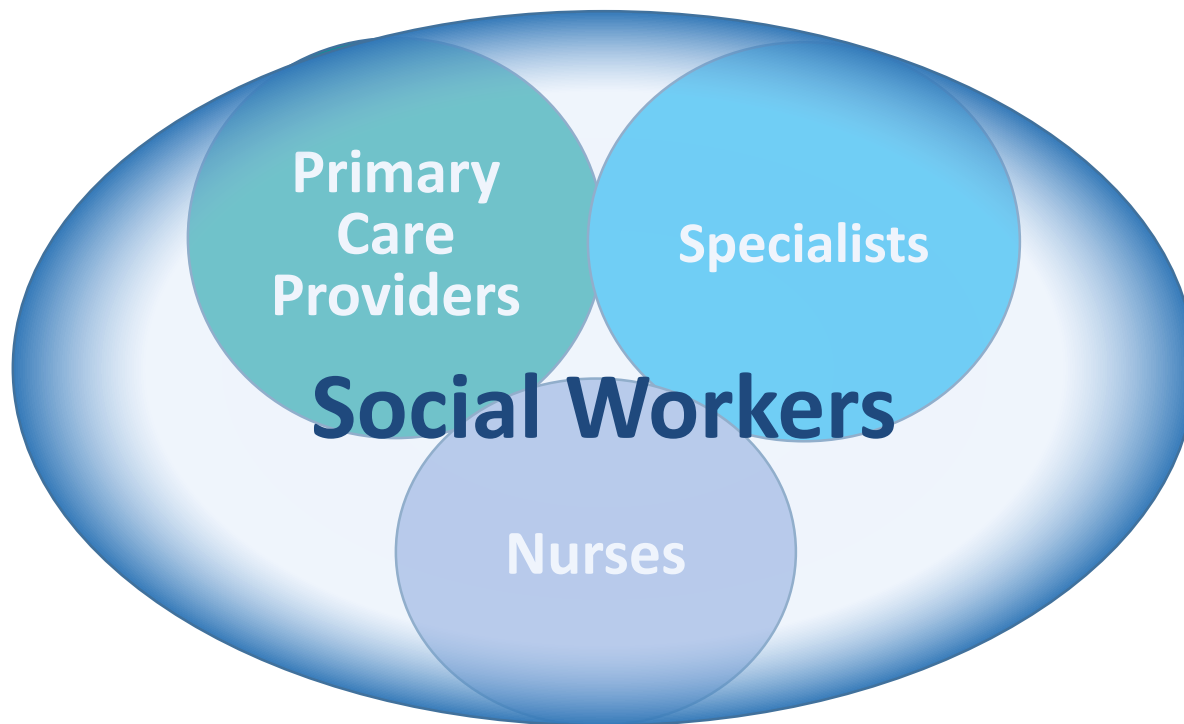 Primary
Care
Providers
Specialists
Social Workers
Nurses